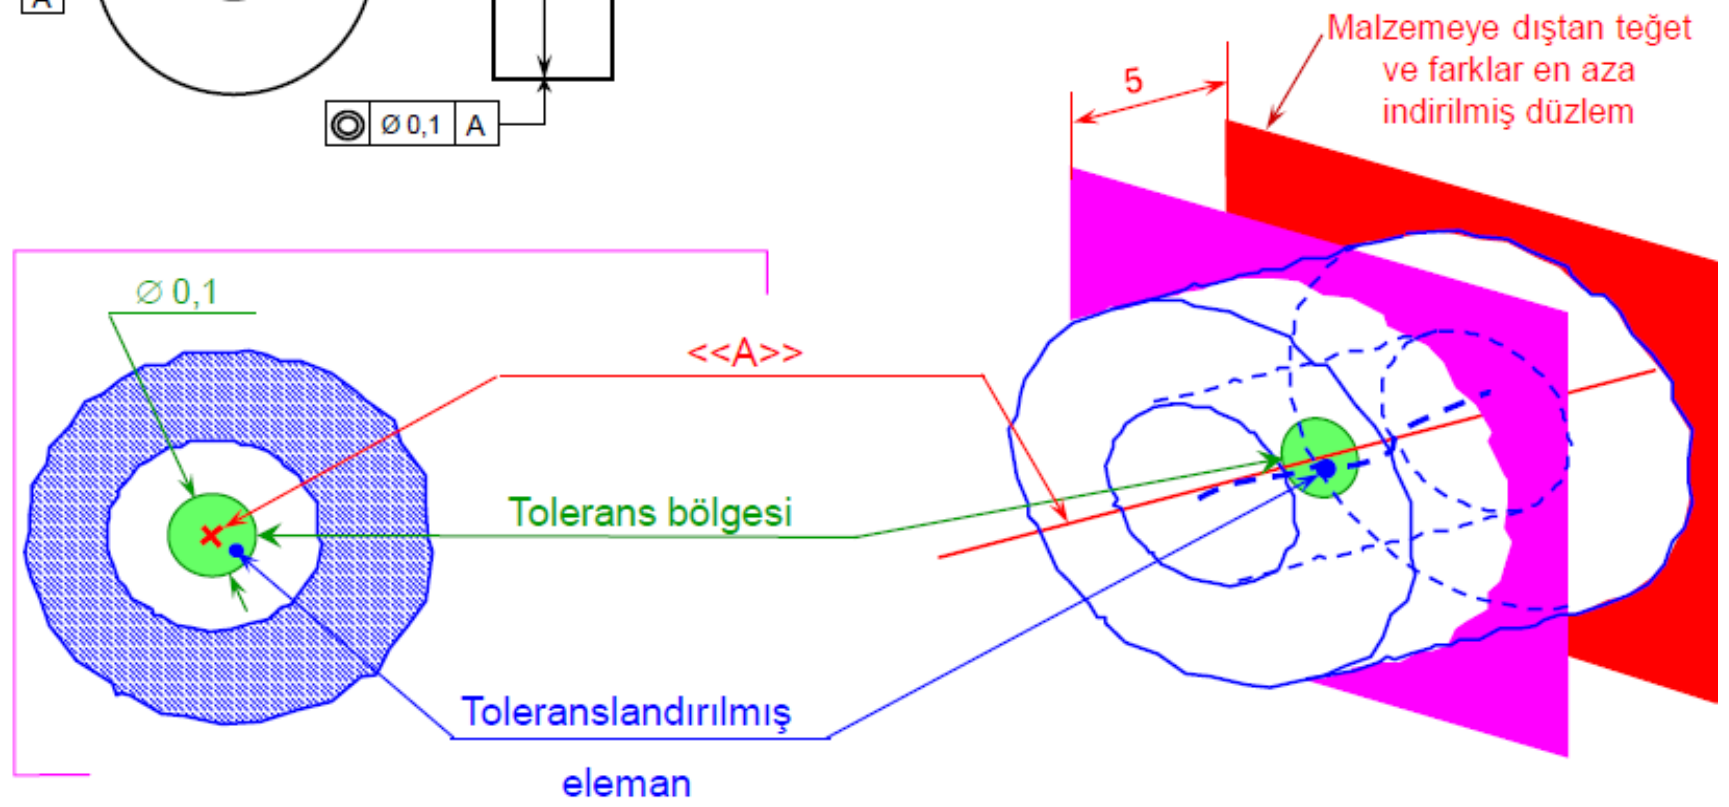 A
Ø 0,1 A
Malzemeye dıştan teğet
ve farklar en aza
indirilmiş düzlem
5
Ø 0,1
<<A>>
Tolerans bölgesi
Toleranslandırılmış
eleman